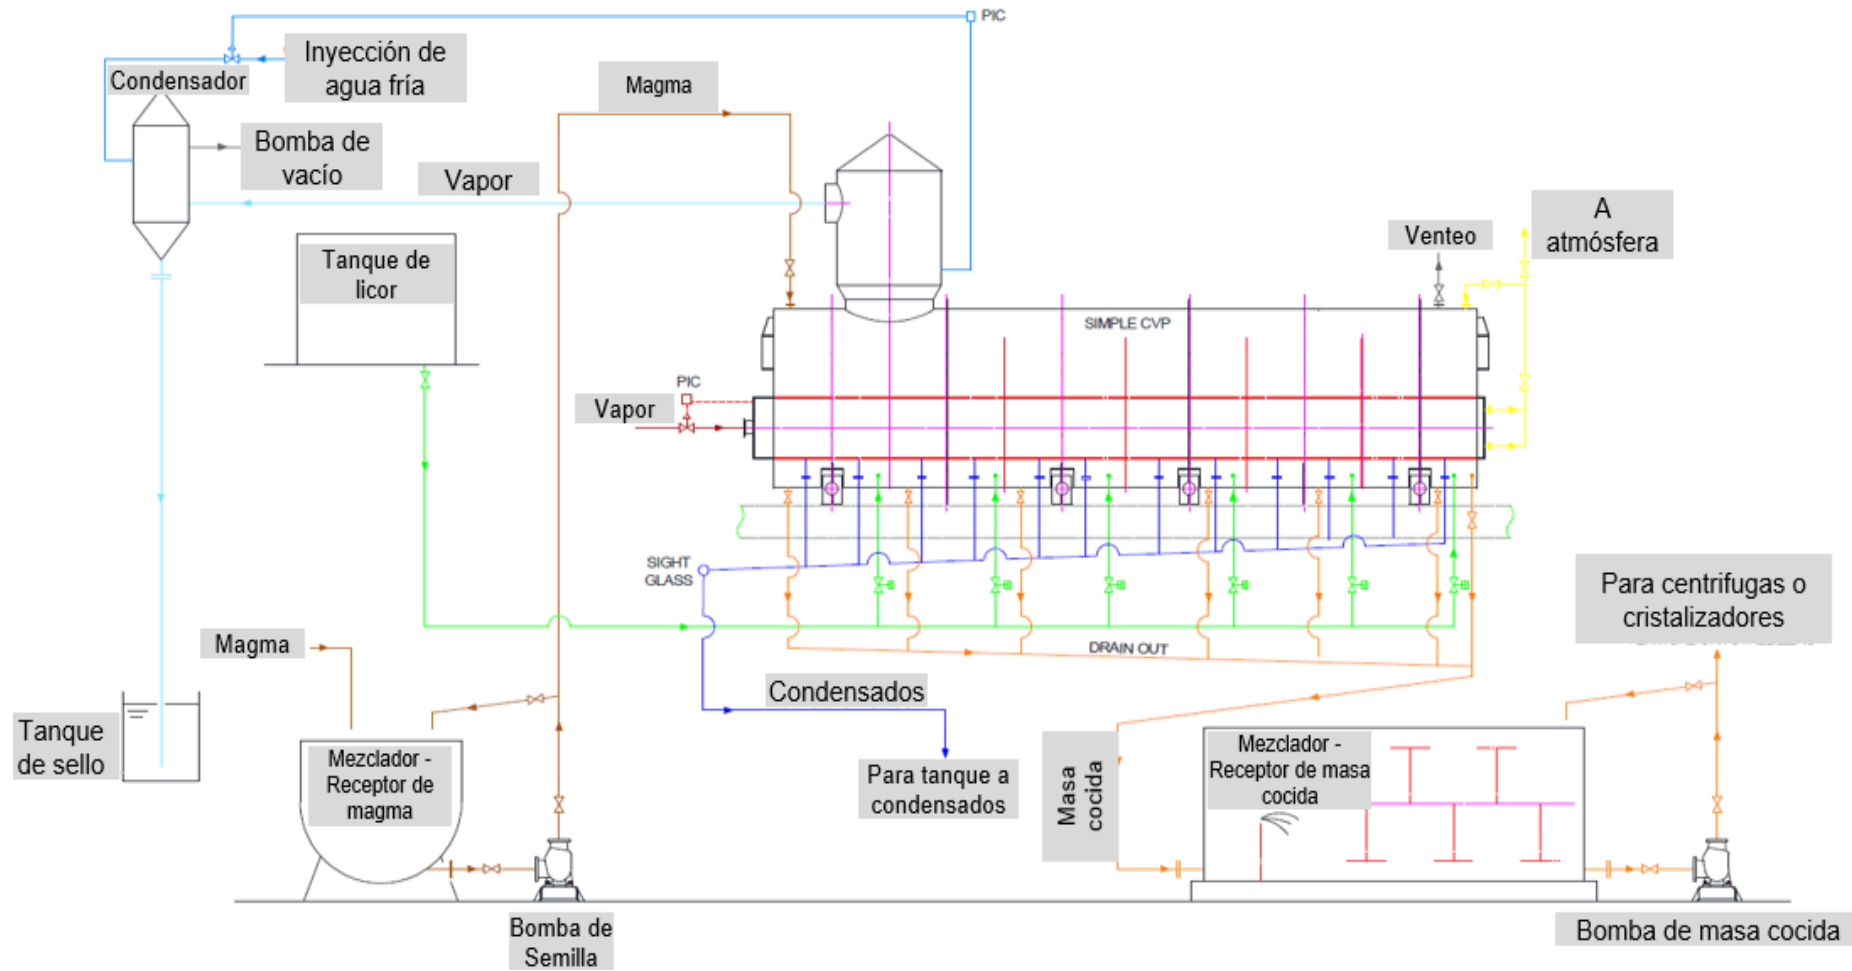 PIC
Inyección de
agua fría
Condensador
Magma
Bomba de
vacío
Vapor
A
atmósfera
Venteo
Tanque de
licor
SIMPLE CVP
PIC
Vapor
SIGHT
GLASS
Para centrifugas o
cristalizadores
Magma
DRAIN OUT
Condensados
Tanque
de sello
Mezclador -
Receptor de
magma
Para tanque a
condensados
Masa
cocida
Mezclador -
Receptor de masa
cocida
Bomba de
Semilla
Bomba de masa cocida